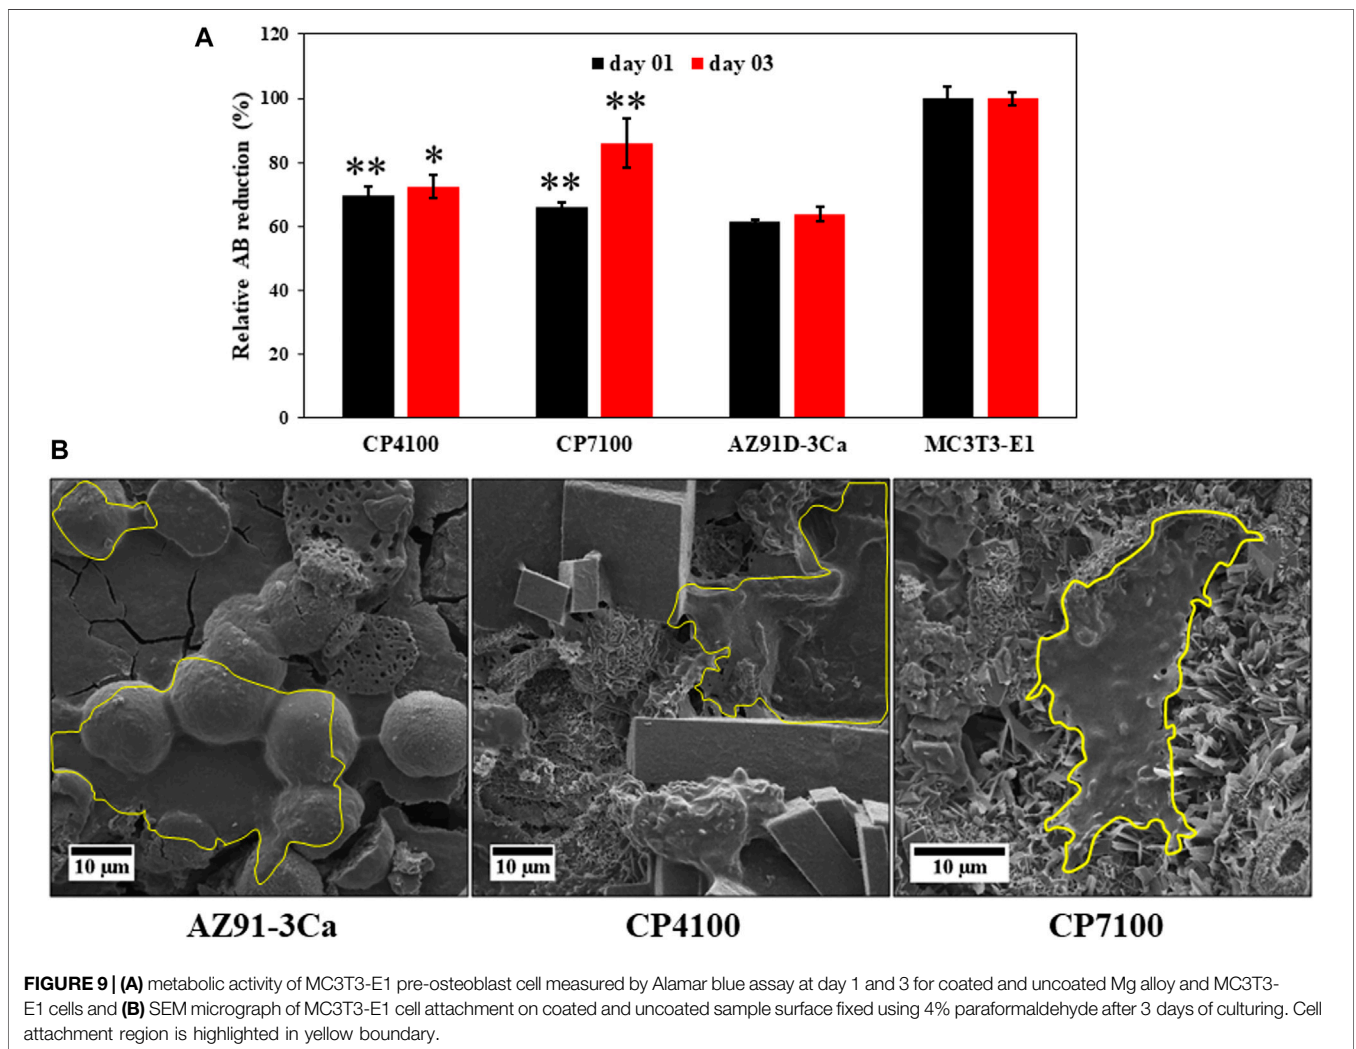 A
120
100
80
60
40
20
0
Relative AB reduction (%)
day 01 day 03
** * ** **
CP4100 CP7100 AZ91D-3Ca MC3T3-E1
B
10 µm 10 µm 10 µm
AZ91-3Ca CP4100 CP7100
FIGURE 9 | (A) metabolic activity of MC3T3-E1 pre-osteoblast cell measured by Alamar blue assay at day 1 and 3 for coated and uncoated Mg alloy and MC3T3-
E1 cells and (B) SEM micrograph of MC3T3-E1 cell attachment on coated and uncoated sample surface fixed using 4% paraformaldehyde after 3 days of culturing. Cell
attachment region is highlighted in yellow boundary.